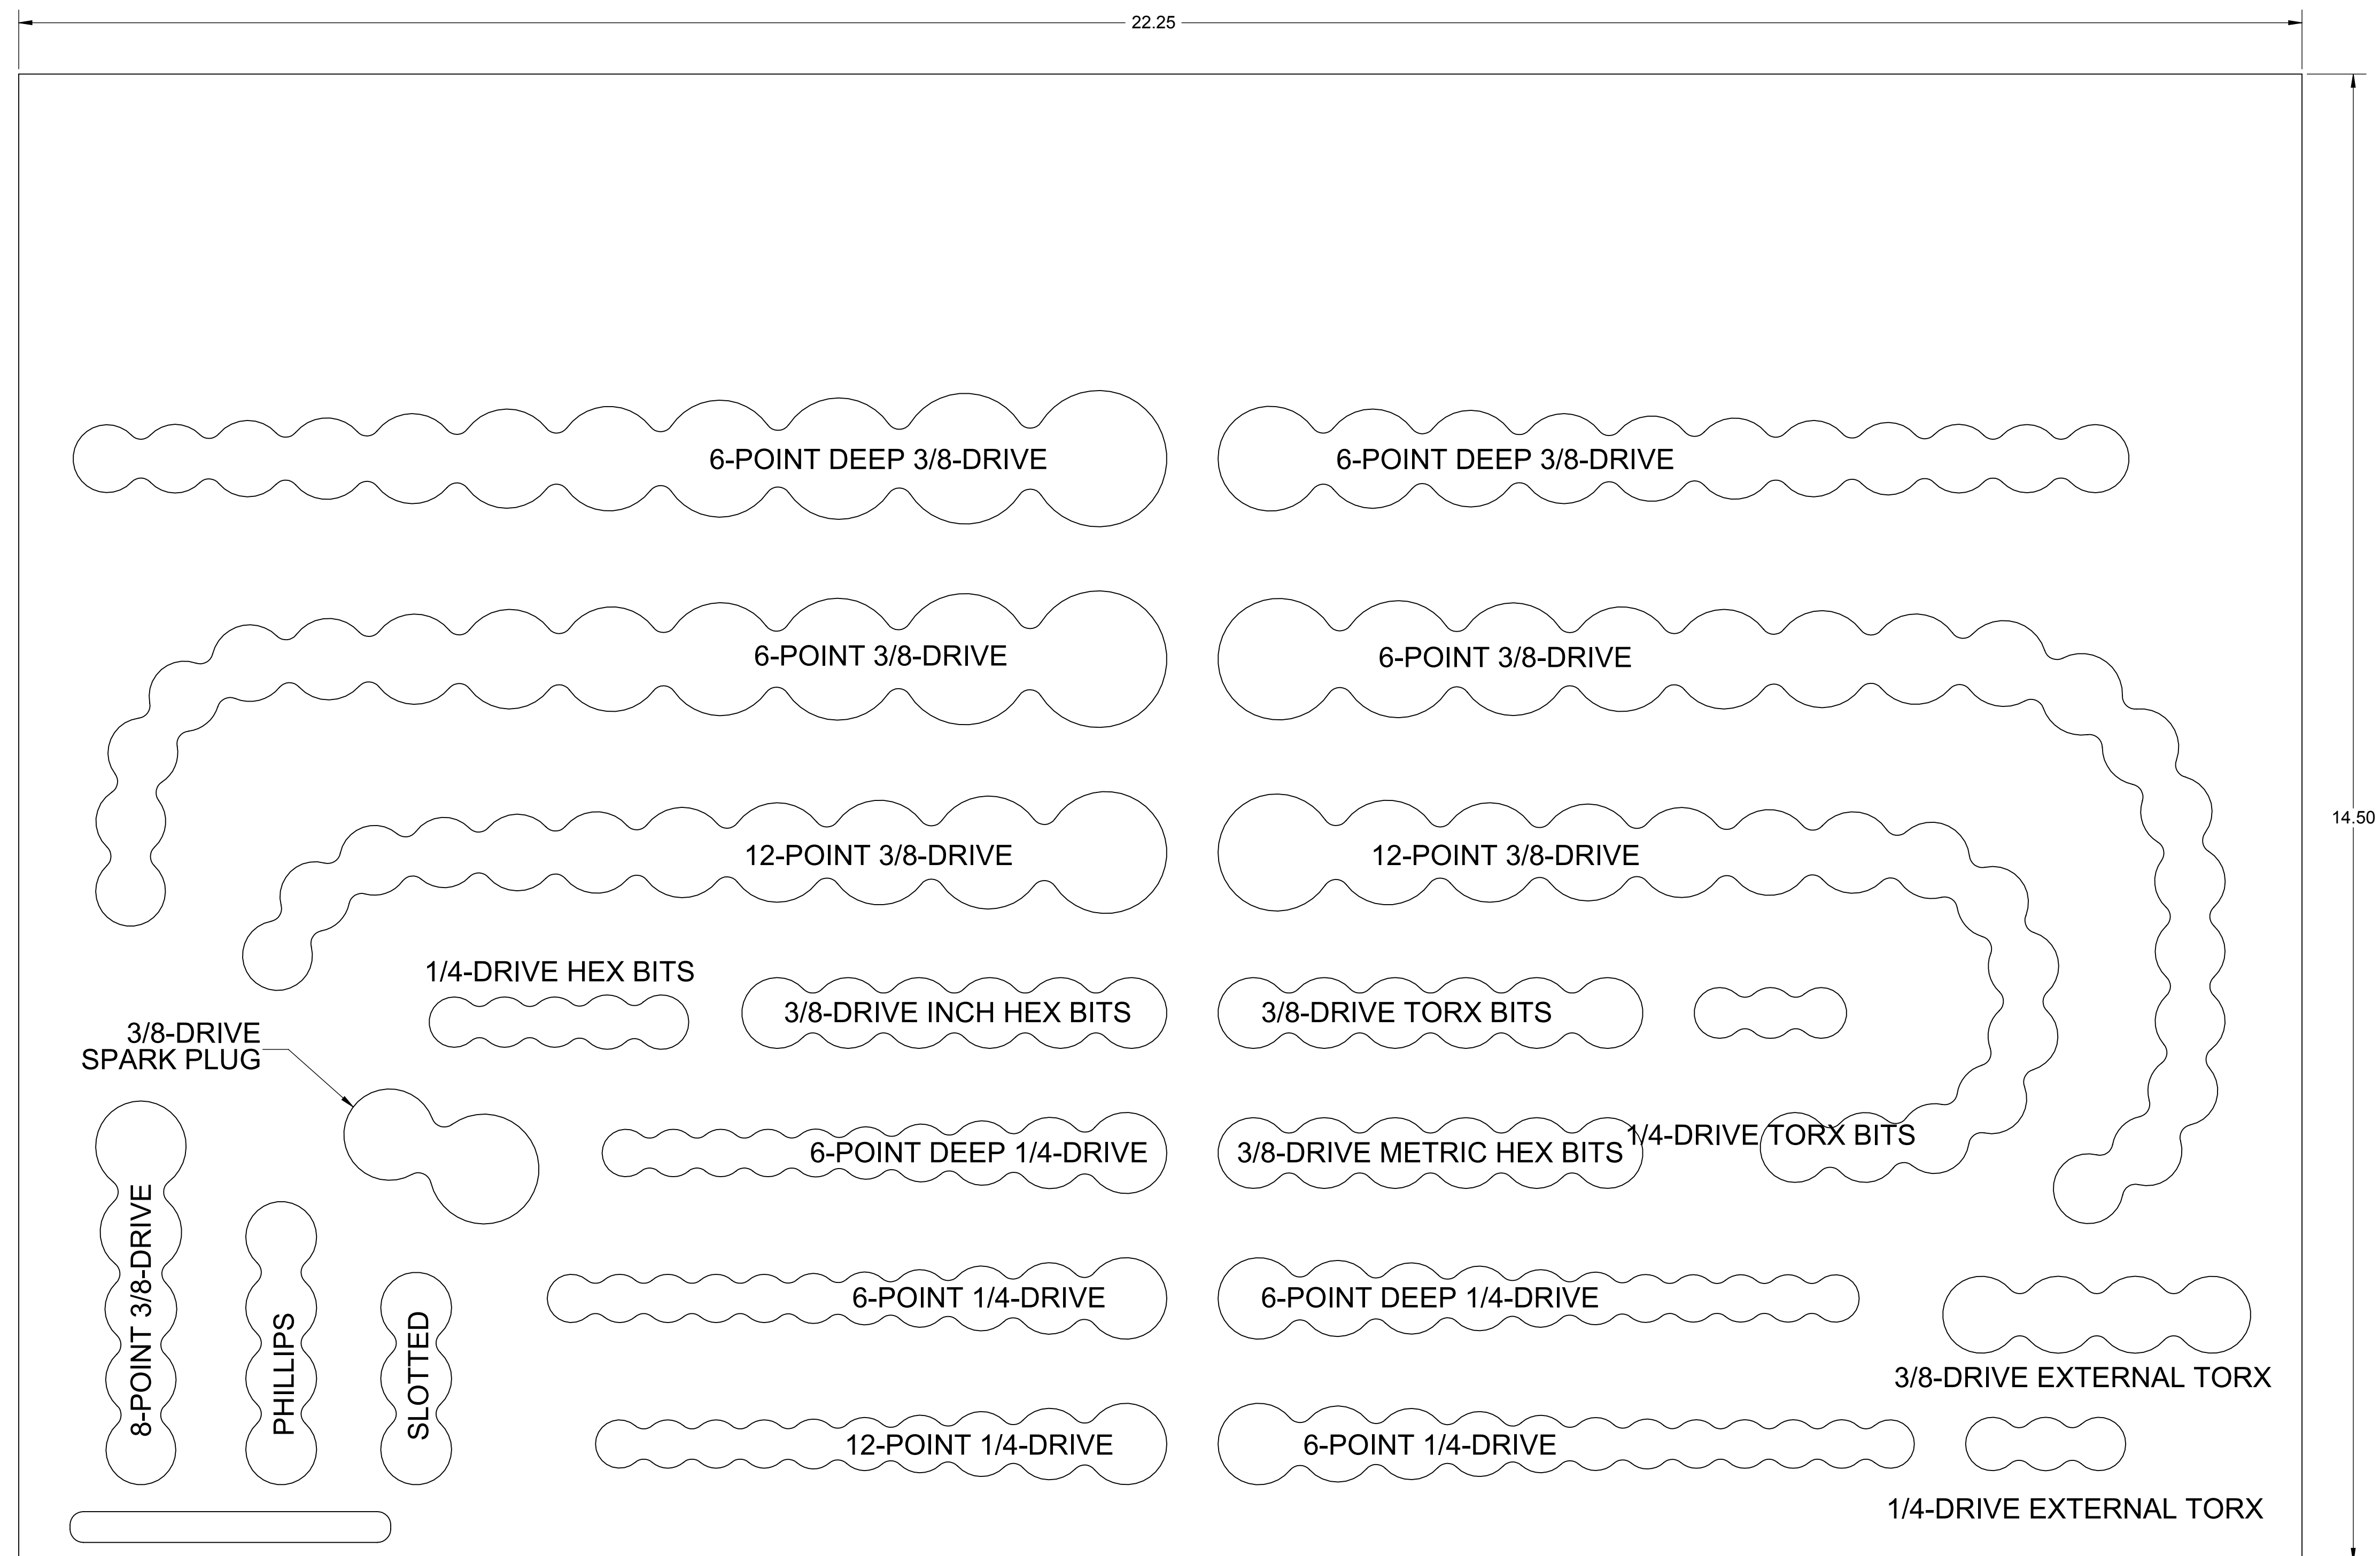 22.25
6-POINT DEEP 3/8-DRIVE
6-POINT DEEP 3/8-DRIVE
6-POINT 3/8-DRIVE
6-POINT 3/8-DRIVE
14.50
12-POINT 3/8-DRIVE
12-POINT 3/8-DRIVE
1/4-DRIVE HEX BITS
3/8-DRIVE INCH HEX BITS
3/8-DRIVE TORX BITS
3/8-DRIVE
SPARK PLUG
6-POINT DEEP 1/4-DRIVE
3/8-DRIVE METRIC HEX BITS
1/4-DRIVE TORX BITS
8-POINT 3/8-DRIVE
PHILLIPS
SLOTTED
6-POINT 1/4-DRIVE
6-POINT DEEP 1/4-DRIVE
3/8-DRIVE EXTERNAL TORX
12-POINT 1/4-DRIVE
6-POINT 1/4-DRIVE
1/4-DRIVE EXTERNAL TORX